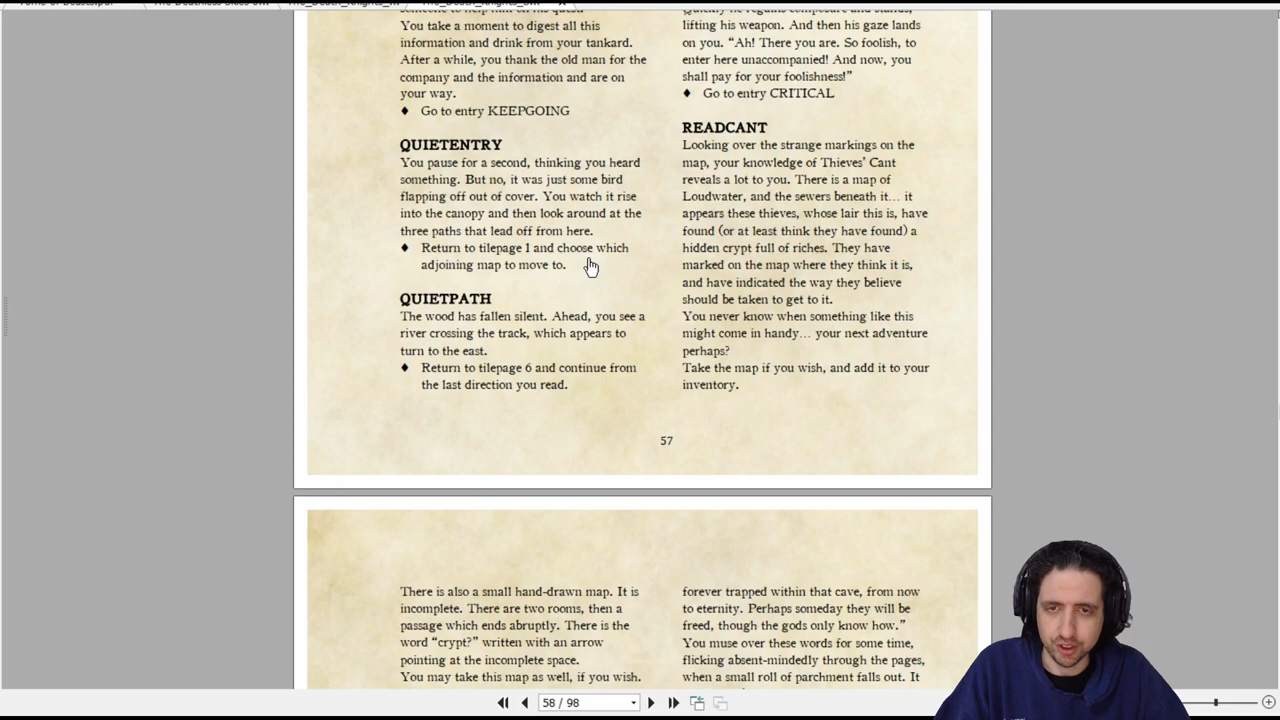 The Deathless Skies
You take a moment to digest all this
information and drink from your tankard.
After a while, you thank the old man for the
company and the information and are on
your way.
♦ Go to entry KEEPGOING
QUIETENTRY
You pause for a second, thinking you heard
something. But no, it was just some bird
flapping off out of cover. You watch it rise
into the canopy and then look around at the
three paths that lead off from here.
♦ Return to tilepage 1 and choose which
adjoining map to move to.
QUIETPATH
The wood has fallen silent. Ahead, you see a
river crossing the track, which appears to
turn to the east.
♦ Return to tilepage 6 and continue from
the last direction you read.
lifting his weapon. And then his gaze lands
on you. “Ah! There you are. So foolish, to
enter here unaccompanied! And now, you
shall pay for your foolishness!”
♦ Go to entry CRITICAL
READCANT
Looking over the strange markings on the
map, your knowledge of Thieves’ Cant
reveals a lot to you. There is a map of
Loudwater, and the sewers beneath it… it
appears these thieves, whose lair this is, have
found (or at least think they have found) a
hidden crypt full of riches. They have
marked on the map where they think it is,
and have indicated the way they believe
should be taken to get to it.
You never know when something like this
might come in handy… your next adventure
perhaps?
Take the map if you wish, and add it to your
inventory.
57
There is also a small hand-drawn map. It is
incomplete. There are two rooms, then a
passage which ends abruptly. There is the
word “crypt?” written with an arrow
pointing at the incomplete space.
You may take this map as well, if you wish.
forever trapped within that cave, from now
to eternity. Perhaps someday they will be
freed, though the gods only know how.”
You muse over these words for some time,
flicking absent-mindedly through the pages,
when a small roll of parchment falls out. It
58 / 98